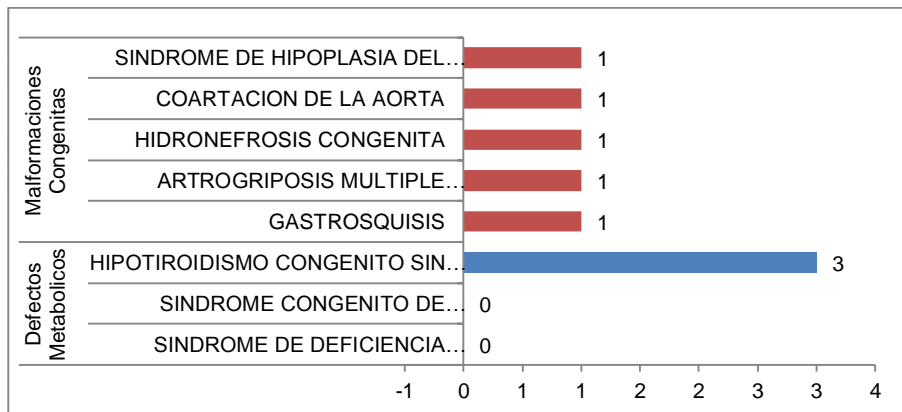 Malformaciones
Congenitas
SINDROME DE HIPOPLASIA DEL… 1
COARTACION DE LA AORTA 1
HIDRONEFROSIS CONGENITA 1
ARTROGRIPOSIS MULTIPLE… 1
GASTROSQUISIS 1
Defectos
Metabolicos
HIPOTIROIDISMO CONGENITO SIN… 3
SINDROME CONGENITO DE… 0
SINDROME DE DEFICIENCIA… 0
-1 0 1 1 2 2 3 3 4